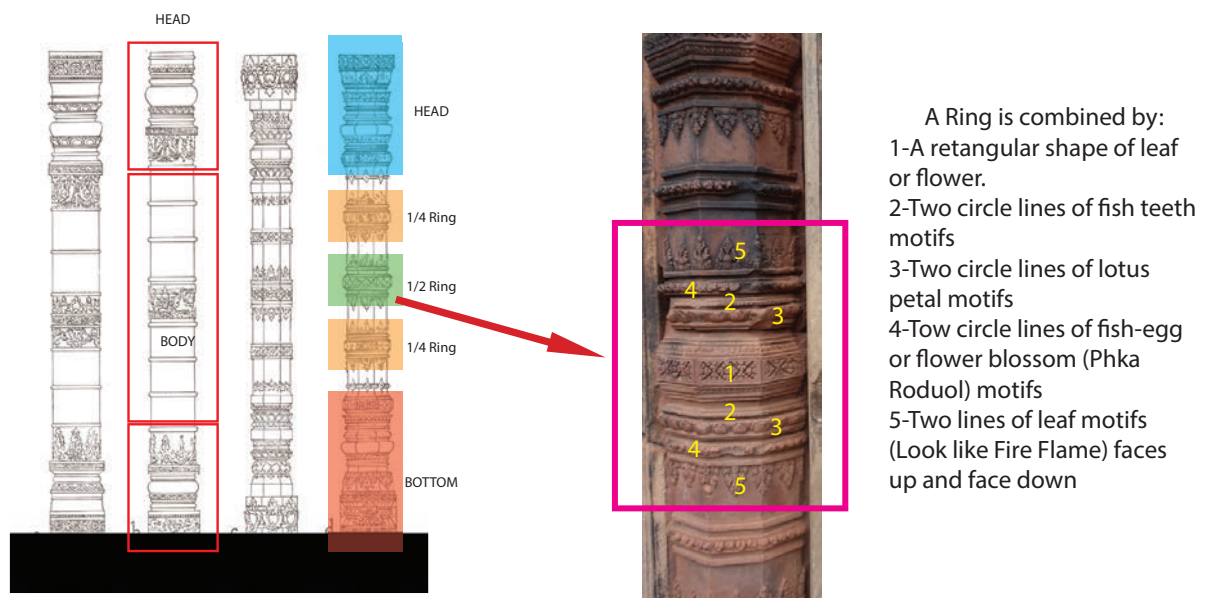 HEAD
HEAD
1/4 Ring
1/2 Ring
1/4 Ring
BODY
BOTTOM
5
4
2
3
1
2
3
4
5
A Ring is combined by:
1-A retangular shape of leaf
or flower.
2-Two circle lines of fish teeth
motifs
3-Two circle lines of lotus
petal motifs
4-Tow circle lines of fish-egg
or flower blossom (Phka
Roduol) motifs
5-Two lines of leaf motifs
(Look like Fire Flame) faces
up and face down